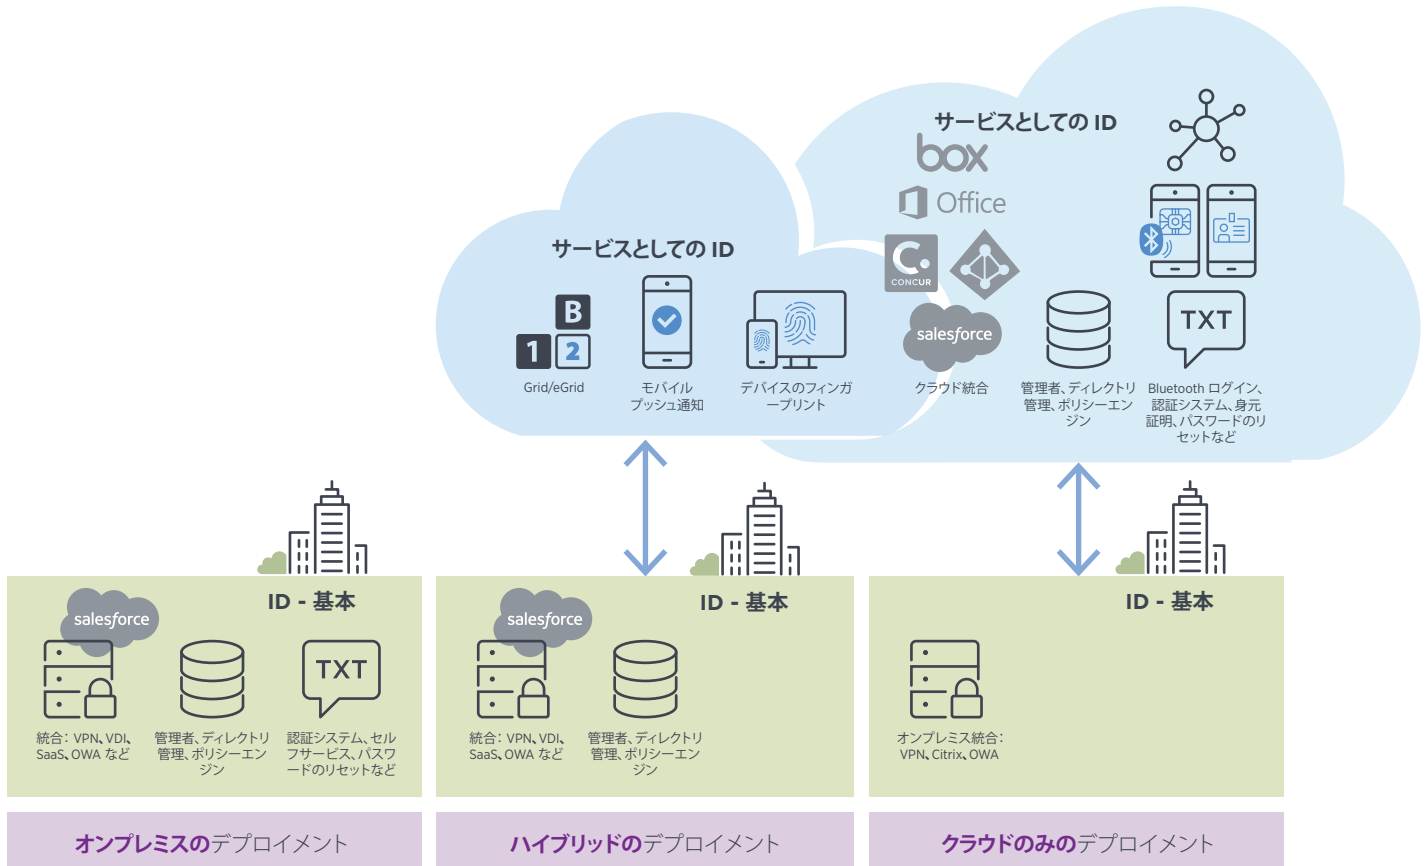 サービスとしての ID
box
Office
C.
CONCUR
salesforce
TXT
クラウド統合
管理者、ディレクトリ
管理、ポリシーエン
ジン
Bluetooth ログイン、
認証システム、身元
証明、パスワードのリ
セットなど
サービスとしての ID
B
1
2
Grid/eGrid
モバイル
プッシュ通知
デバイスのフィンガ
ープリント
ID - 基本
salesforce
TXT
統合: VPN、VDI、
SaaS、OWA など
管理者、ディレクトリ
管理、ポリシーエン
ジン
認証システム、セル
フサービス、パスワ
ードのリセットなど
オンプレミスのデプロイメント
ID - 基本
salesforce
統合: VPN、VDI、
SaaS、OWA など
管理者、ディレクトリ
管理、ポリシーエン
ジン
ハイブリッドのデプロイメント
ID - 基本
オンプレミス統合:
VPN、Citrix、OWA
クラウドのみのデプロイメント